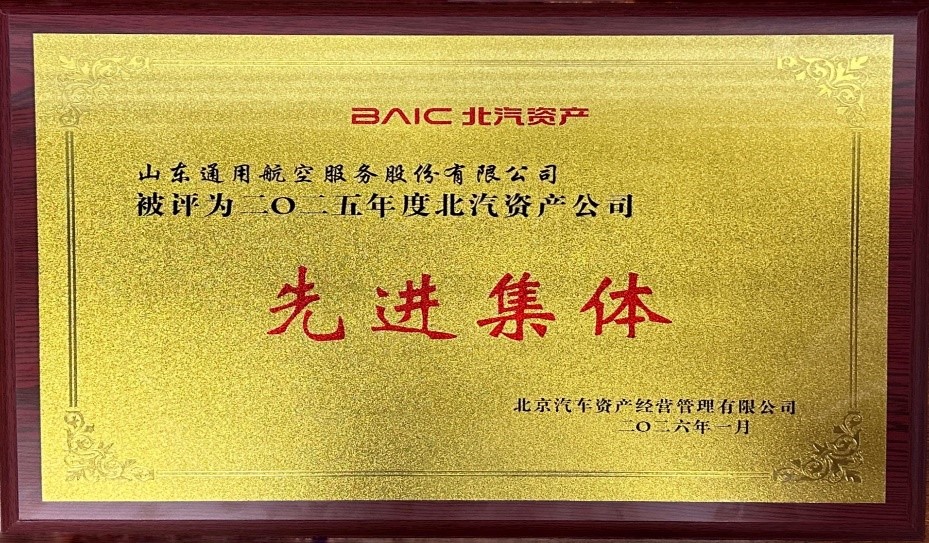 BAIC 北汽资产
山东通用航空服务股份有限公司
被评为二〇二五年度北汽资产公司
先进集体
北京汽车资产经营管理有限公司
二〇二六年一月